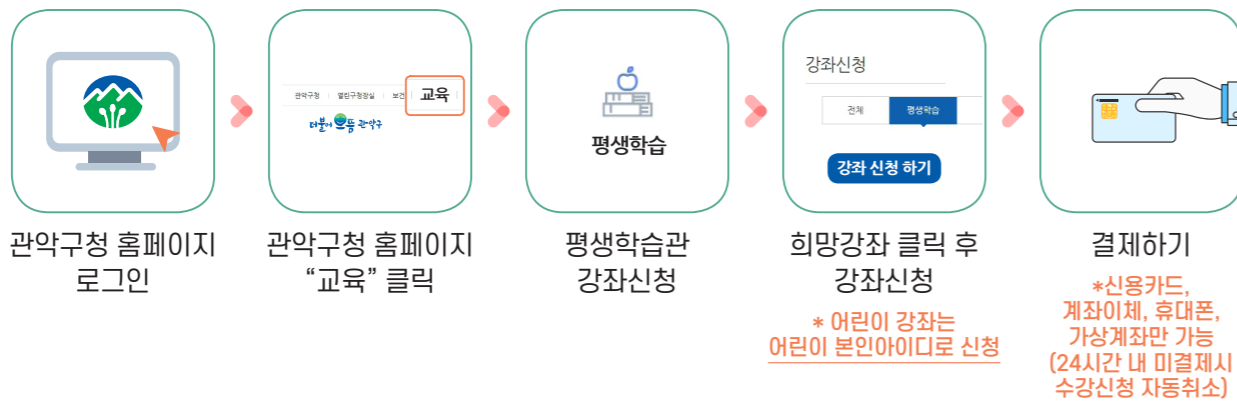 관악구청 열린구청장실 보건 교육
더불어 으뜸 관악구
평생학습
강좌신청
전체 평생학습
강좌 신청 하기
관악구청 홈페이지
로그인
관악구청 홈페이지
“교육” 클릭
평생학습관
강좌신청
희망강좌 클릭 후
강좌신청
* 어린이 강좌는
어린이 본인아이디로 신청
결제하기
*신용카드,
계좌이체, 휴대폰,
가상계좌만 가능
(24시간 내 미결제시
수강신청 자동취소)